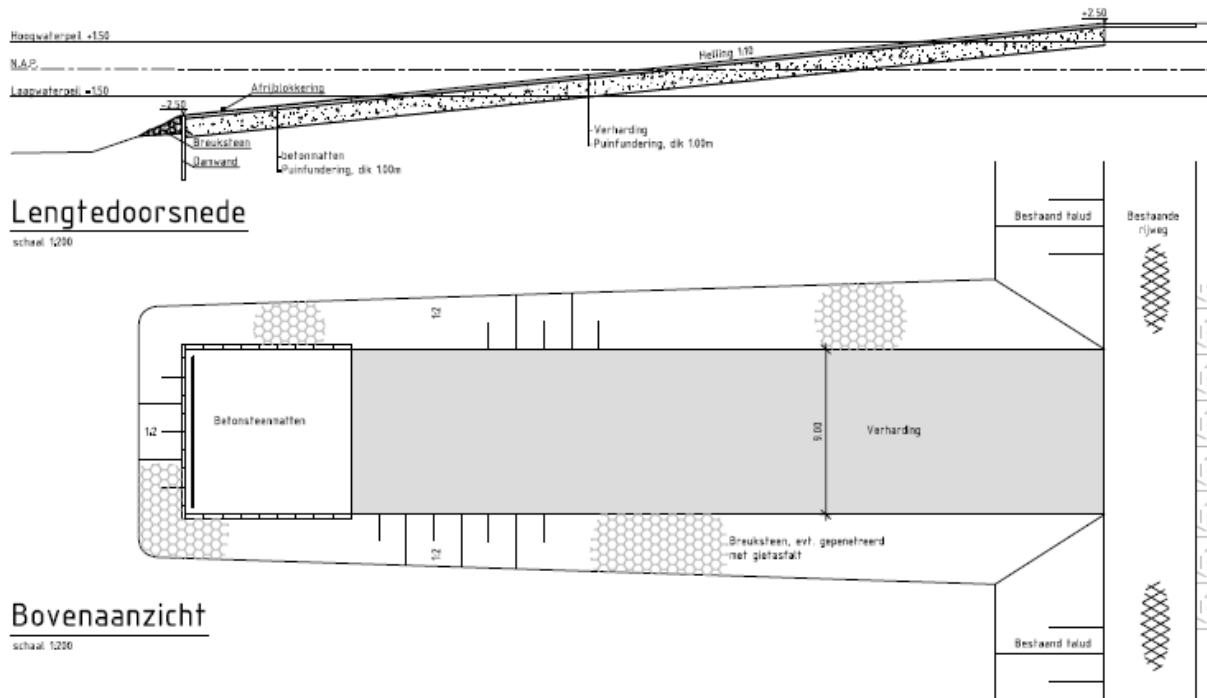 +2.50
Hoogwaterpeil +1.50
Helling 1:10
N.A.P.
Laagwaterpeil -1.50
Afrijblokkering
-2.50
Breuksteen
Damwand
betonmatten
Puinfundering, dik 1.00m
Verharding
Puinfundering, dik 1.00m
Lengtedoorsnede
schaal 1:200
Bestaand talud
Bestaande
rijweg
1:2
Betonsteenmatten
1:2
9.00
Verharding
1:2
Breuksteen, evt. gepenetreerd
met gietasfalt
Bovenaanzicht
schaal 1:200
Bestaand talud